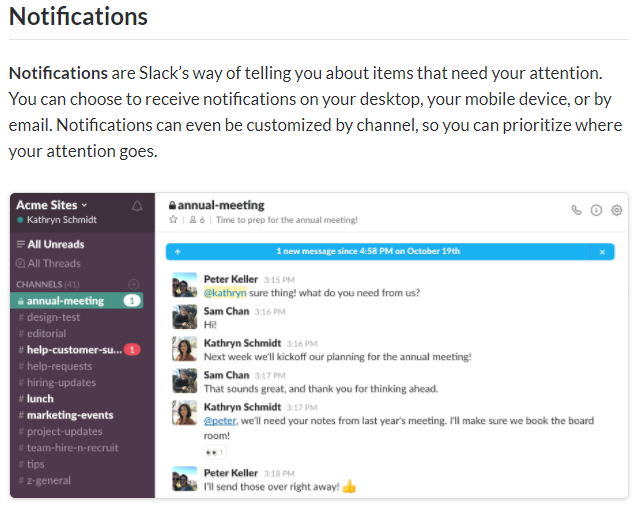 Notifications
Notifications are Slack's way of telling you about items that need your attention.
You can choose to receive notifications on your desktop, your mobile device, or by
email. Notifications can even be customized by channel, so you can prioritize where
your attention goes.
Acme Sites
Kathryn Schmidt
All Unreads
All Threads
CHANNELS (41)
annual-meeting 1
# design-test
# editorial
# help-customer-su... 1
# help-requests
# hiring-updates
# lunch
# marketing-events
# project-updates
# team-hire-n-recruit
# tips
# z-general
annual-meeting
6 | Time to prep for the annual meeting!
1 new message since 4:58 PM on October 19th
Peter Keller 3:15 PM
@kathryn sure thing! what do you need from us?
Sam Chan 3:16 PM
Hi!
Kathryn Schmidt 3:16 PM
Next week we'll kickoff our planning for the annual meeting!
Sam Chan 3:17 PM
That sounds great, and thank you for thinking ahead.
Kathryn Schmidt 3:17 PM
@peter, we'll need your notes from last year's meeting. I'll make sure we book the board
room!
1
Peter Keller 3:18 PM
I'll send those over right away! 👍